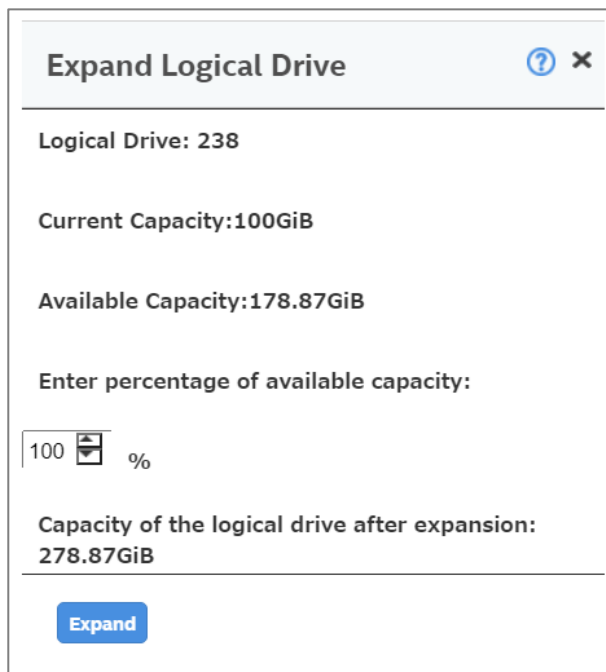 Expand Logical Drive
Logical Drive: 238
Current Capacity:100GiB
Available Capacity:178.87GiB
Enter percentage of available capacity:
100 %
Capacity of the logical drive after expansion:
278.87GiB
Expand